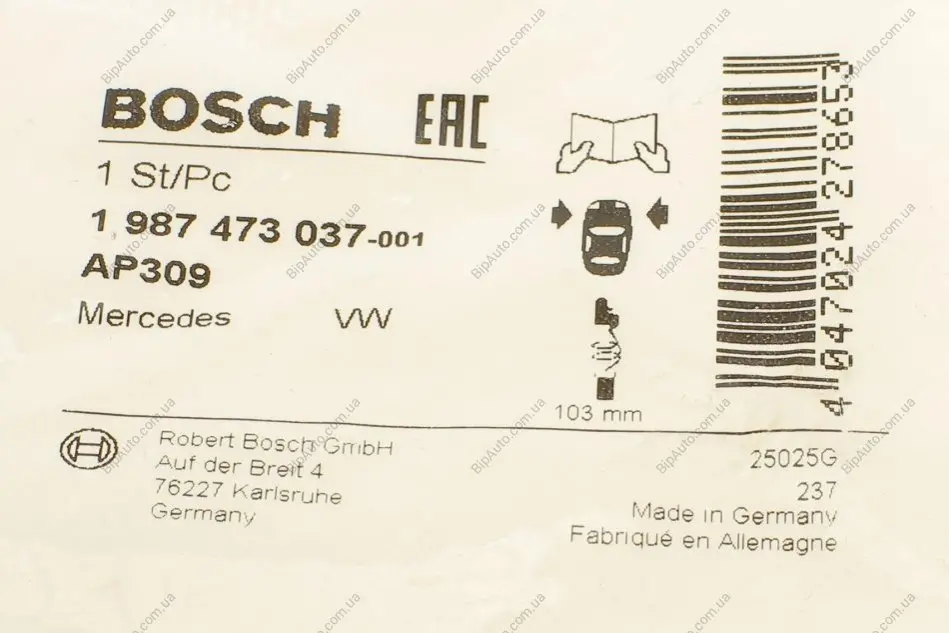 BOSCH EAC
1 St/Pc
1 987 473 037-001
AP309
Mercedes VW
4 047024 278653
103 mm
Robert Bosch GmbH
Auf der Breit 4
76227 Karlsruhe
Germany
25025G
237
Made in Germany
Fabriqué en Allemagne
BipAuto.com.ua